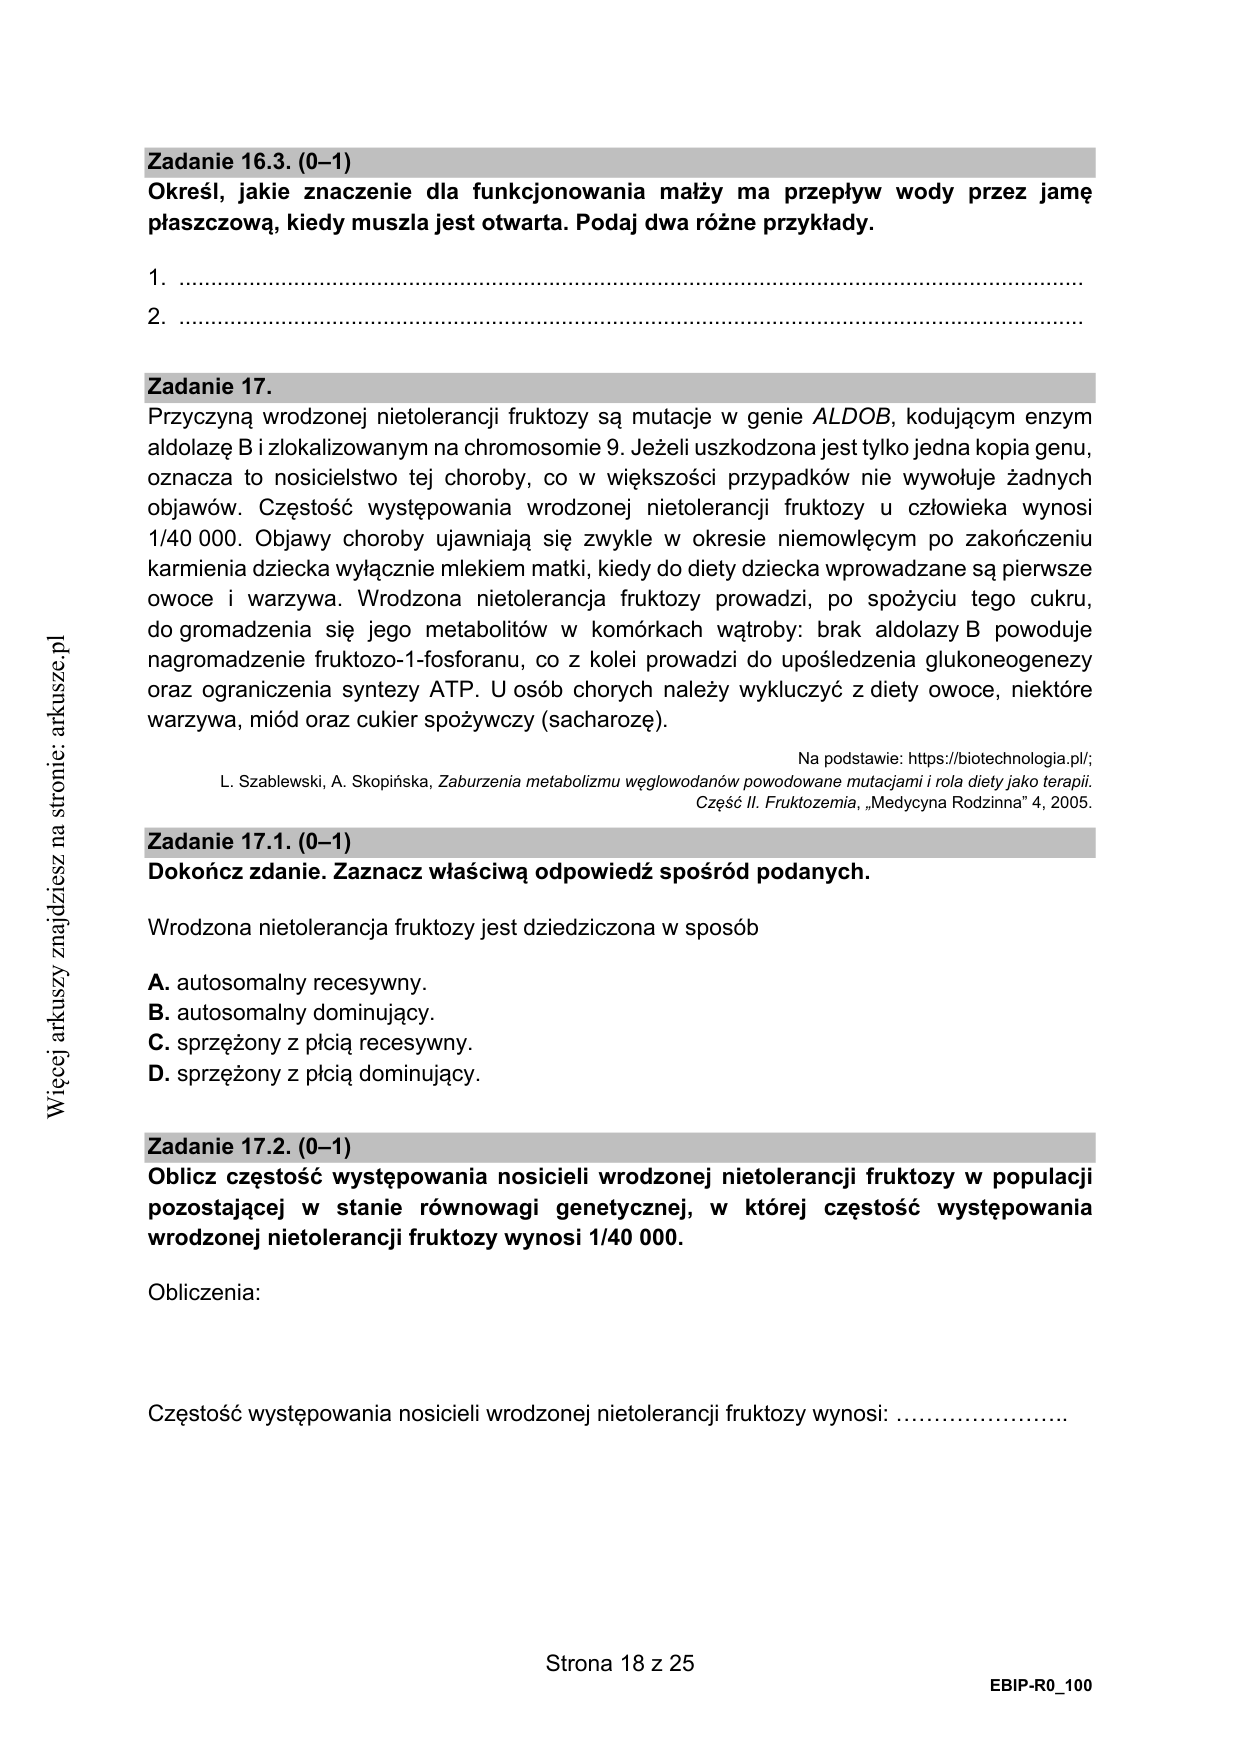 Zadanie 16.3. (0–1)
Określ, jakie znaczenie dla funkcjonowania małży ma przepływ wody przez jamę
płaszczową, kiedy muszla jest otwarta. Podaj dwa różne przykłady.
1. ................................................................................................................................................
2. ................................................................................................................................................
Zadanie 17.
Przyczyną wrodzonej nietolerancji fruktozy są mutacje w genie ALDOB, kodującym enzym
aldolazę B i zlokalizowanym na chromosomie 9. Jeżeli uszkodzona jest tylko jedna kopia genu,
oznacza to nosicielstwo tej choroby, co w większości przypadków nie wywołuje żadnych
objawów. Częstość występowania wrodzonej nietolerancji fruktozy u człowieka wynosi
1/40 000. Objawy choroby ujawniają się zwykle w okresie niemowlęcym po zakończeniu
karmienia dziecka wyłącznie mlekiem matki, kiedy do diety dziecka wprowadzane są pierwsze
owoce i warzywa. Wrodzona nietolerancja fruktozy prowadzi, po spożyciu tego cukru,
do gromadzenia się jego metabolitów w komórkach wątroby: brak aldolazy B powoduje
nagromadzenie fruktozo-1-fosforanu, co z kolei prowadzi do upośledzenia glukoneogenezy
oraz ograniczenia syntezy ATP. U osób chorych należy wykluczyć z diety owoce, niektóre
warzywa, miód oraz cukier spożywczy (sacharozę).
Na podstawie: https://biotechnologia.pl/;
L. Szablewski, A. Skopińska, Zaburzenia metabolizmu węglowodanów powodowane mutacjami i rola diety jako terapii.
Część II. Fruktozemia, „Medycyna Rodzinna” 4, 2005.
Zadanie 17.1. (0–1)
Dokończ zdanie. Zaznacz właściwą odpowiedź spośród podanych.
Wrodzona nietolerancja fruktozy jest dziedziczona w sposób
A. autosomalny recesywny.
B. autosomalny dominujący.
C. sprzężony z płcią recesywny.
D. sprzężony z płcią dominujący.
Zadanie 17.2. (0–1)
Oblicz częstość występowania nosicieli wrodzonej nietolerancji fruktozy w populacji
pozostającej w stanie równowagi genetycznej, w której częstość występowania
wrodzonej nietolerancji fruktozy wynosi 1/40 000.
Obliczenia:
Częstość występowania nosicieli wrodzonej nietolerancji fruktozy wynosi: ……………………..
Strona 18 z 25
EBIP-R0_100
Więcej arkuszy znajdziesz na stronie: arkusze.pl